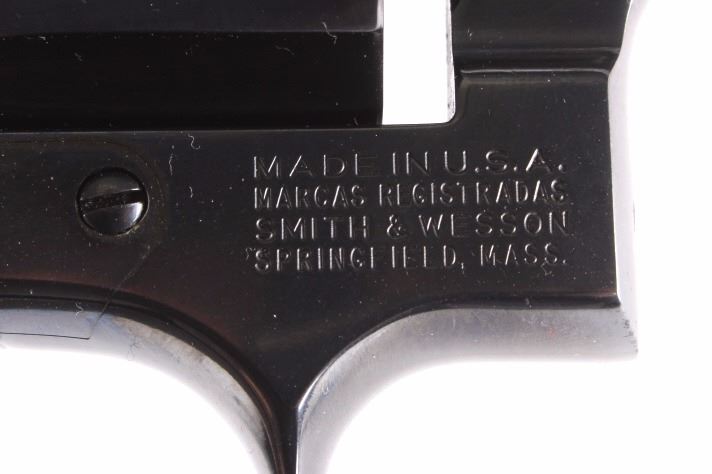 MADE IN U.S.A.
MARCAS REGISTRADAS
SMITH & WESSON
SPRINGFIELD, MASS.